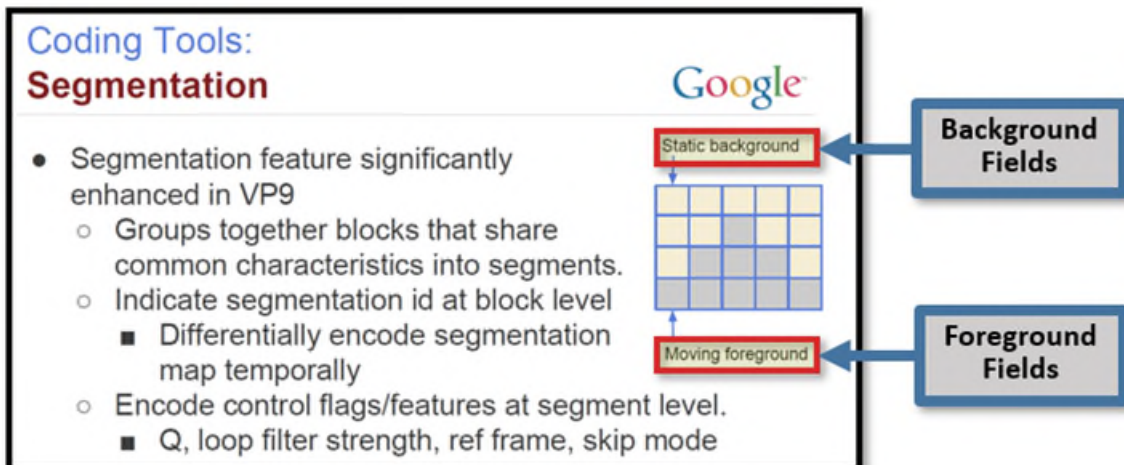 Coding Tools:
Segmentation
Google
● Segmentation feature significantly
enhanced in VP9
○ Groups together blocks that share
common characteristics into segments.
○ Indicate segmentation id at block level
■ Differentially encode segmentation
map temporally
○ Encode control flags/features at segment level.
■ Q, loop filter strength, ref frame, skip mode
Static background
Moving foreground
Background
Fields
Foreground
Fields